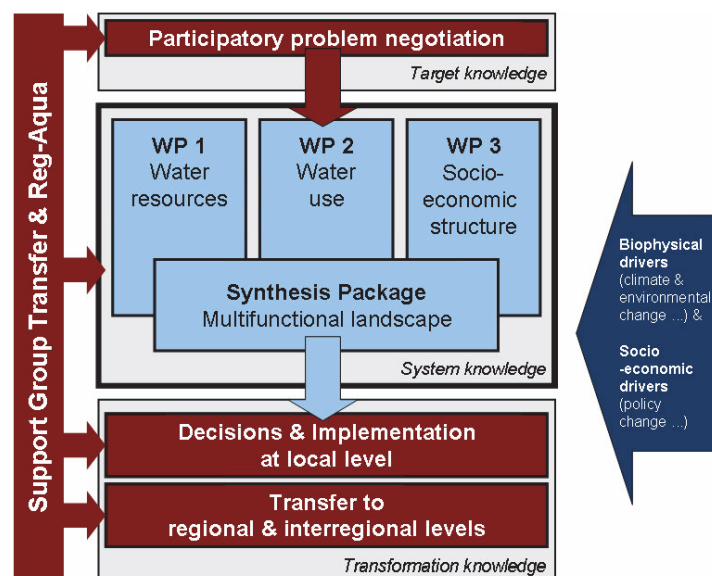 Support Group Transfer & Reg-Aqua
Participatory problem negotiation
Target knowledge
WP 1
Water
resources
WP 2
Water
use
WP 3
Socio-
economic
structure
Synthesis Package
Multifunctional landscape
System knowledge
Decisions & Implementation
at local level
Transfer to
regional & interregional levels
Transformation knowledge
Biophysical
drivers
(climate &
environmental
change ...) &
Socio
-economic
drivers
(policy
change ...)